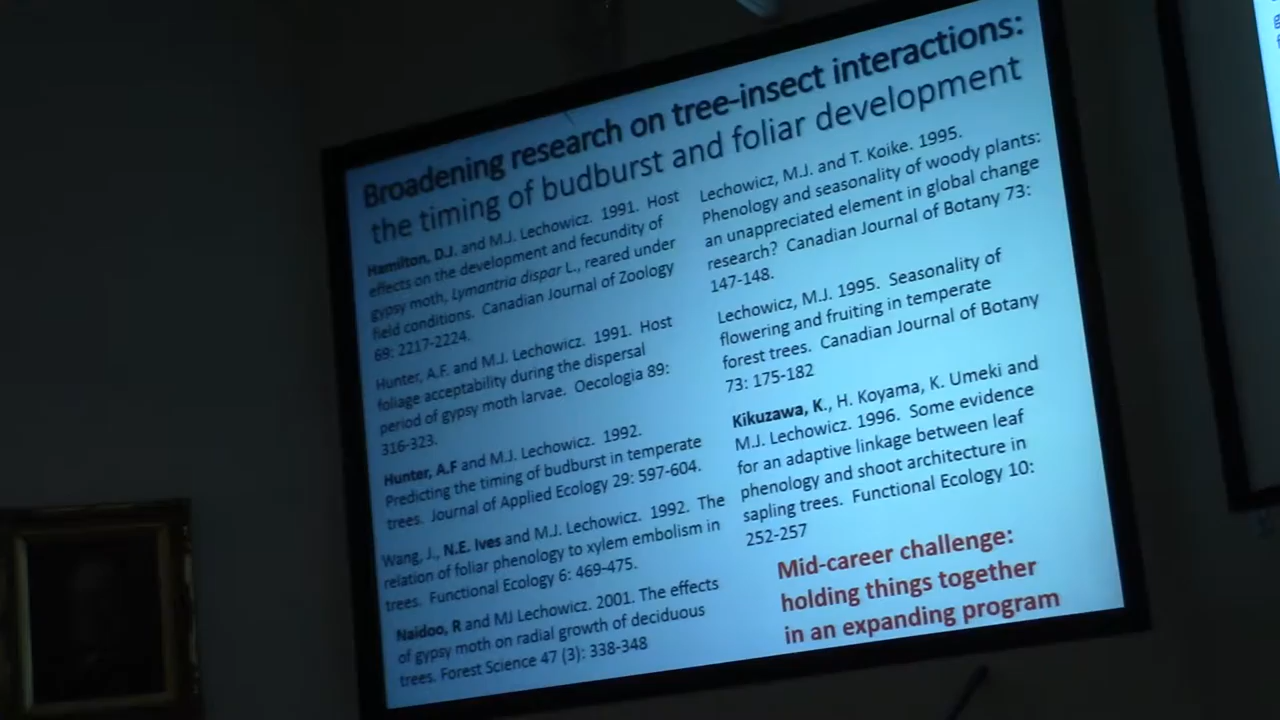 Broadening research on tree-insect interactions:
the timing of budburst and foliar development
Hamilton, D.J. and M.J. Lechowicz. 1991. Host
effects on the development and fecundity of
gypsy moth, Lymantria dispar L., reared under
field conditions. Canadian Journal of Zoology
69: 2217-2224.
Hunter, A.F. and M.J. Lechowicz. 1991. Host
foliage acceptability during the dispersal
period of gypsy moth larvae. Oecologia 89:
316-323.
Hunter, A.F and M.J. Lechowicz. 1992.
Predicting the timing of budburst in temperate
trees. Journal of Applied Ecology 29: 597-604.
Wang, J., N.E. Ives and M.J. Lechowicz. 1992. The
relation of foliar phenology to xylem embolism in
trees. Functional Ecology 6: 469-475.
Naidoo, R and MJ Lechowicz. 2001. The effects
of gypsy moth on radial growth of deciduous
trees. Forest Science 47 (3): 338-348
Lechowicz, M.J. and T. Koike. 1995.
Phenology and seasonality of woody plants:
an unappreciated element in global change
research? Canadian Journal of Botany 73:
147-148.
Lechowicz, M.J. 1995. Seasonality of
flowering and fruiting in temperate
forest trees. Canadian Journal of Botany
73: 175-182
Kikuzawa, K., H. Koyama, K. Umeki and
M.J. Lechowicz. 1996. Some evidence
for an adaptive linkage between leaf
phenology and shoot architecture in
sapling trees. Functional Ecology 10:
252-257
Mid-career challenge:
holding things together
in an expanding program